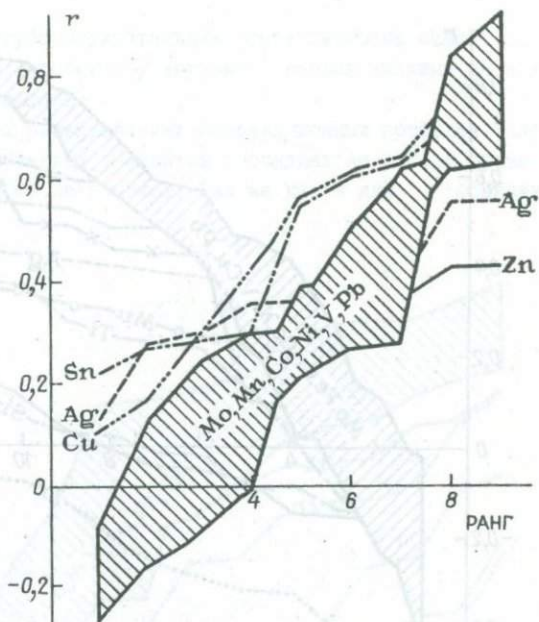 r
0,8
0,6
0,4
0,2
0
-0,2
Sn
Ag
Cu
Mo, Mn, Co, Ni, V, Pb
Ag
Zn
4
6
8
РАНГ